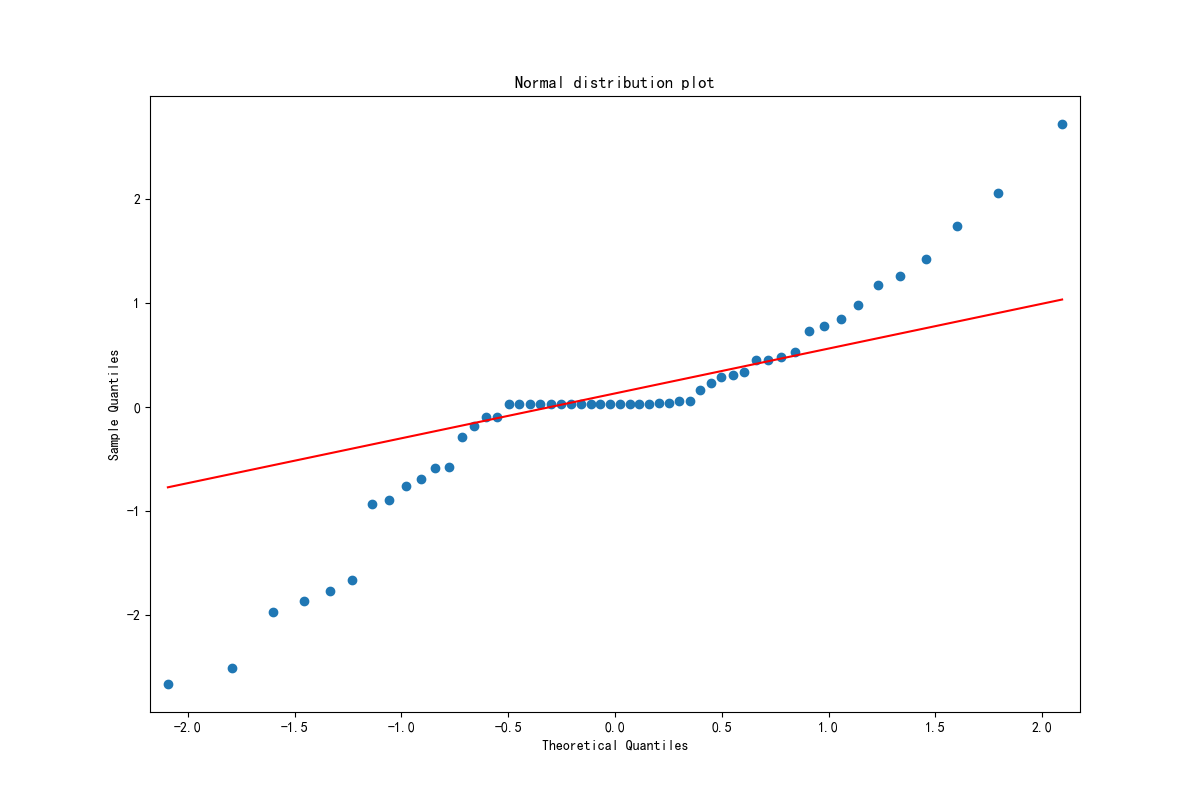 Normal distribution plot
Sample Quantiles
2
1
0
−1
−2
−2.0 −1.5 −1.0 −0.5 0.0 0.5 1.0 1.5 2.0
Theoretical Quantiles